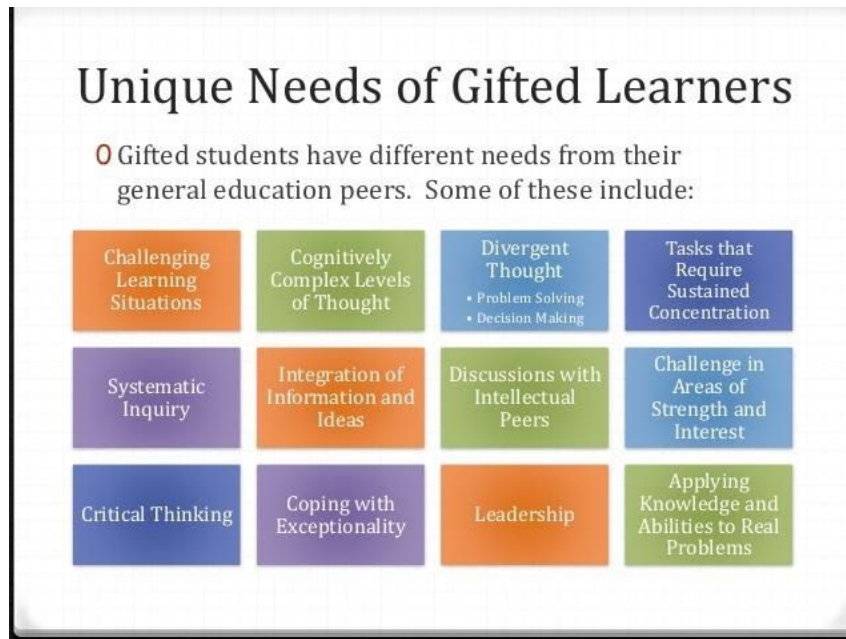 Unique Needs of Gifted Learners
Gifted students have different needs from their
general education peers.  Some of these include:
Challenging
Learning
Situations
Cognitively
Complex Levels
of Thought
Divergent
Thought
• Problem Solving
• Decision Making
Tasks that
Require
Sustained
Concentration
Systematic
Inquiry
Integration of
Information and
Ideas
Discussions with
Intellectual
Peers
Challenge in
Areas of
Strength and
Interest
Critical Thinking
Coping with
Exceptionality
Leadership
Applying
Knowledge and
Abilities to Real
Problems